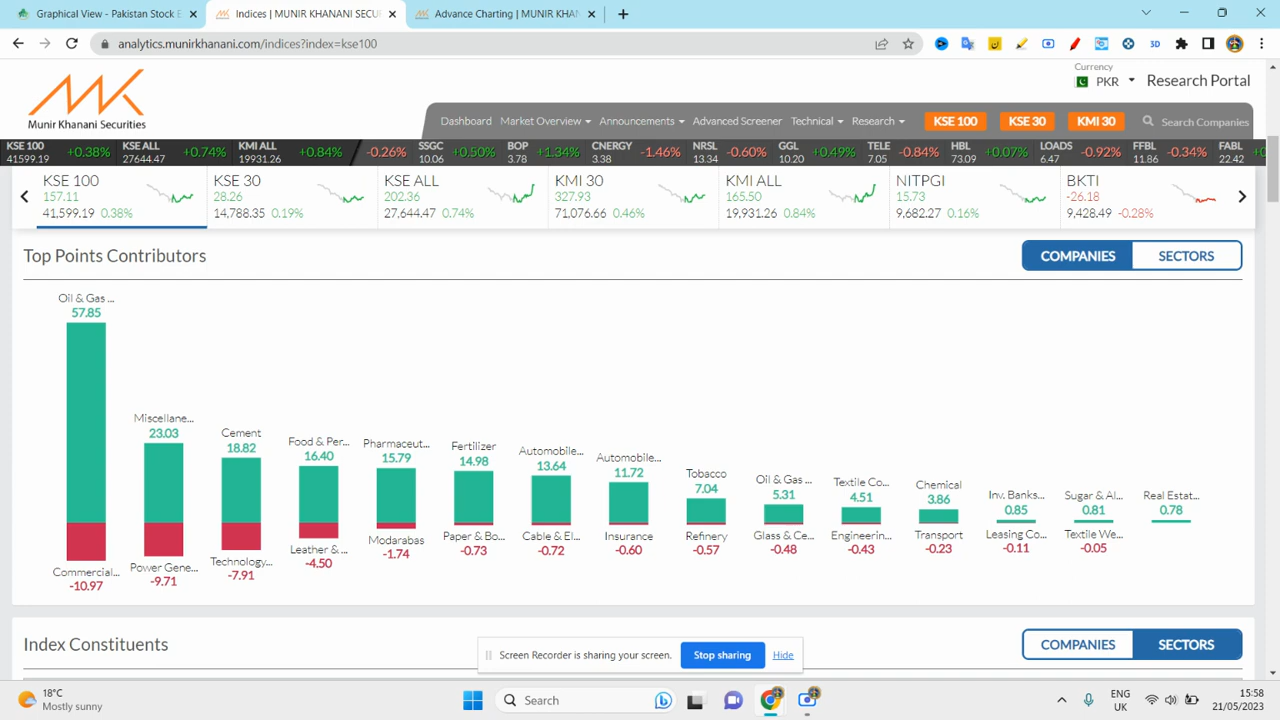 Graphical View - Pakistan Stock E
Indices | MUNIR KHANANI SECUR
Advance Charting | MUNIR KHAN
analytics.munirkhanani.com/indices?index=kse100
Munir Khanani Securities
Currency
PKR
Research Portal
Dashboard Market Overview Announcements Advanced Screener Technical Research KSE 100 KSE 30 KMI 30 Search Companies
KSE 100 41599.19 +0.38% KSE ALL 27644.47 +0.74% KMI ALL 19931.26 +0.84% -0.26% SSGC 10.06 +0.50% BOP 3.78 +1.34% CNERGY 3.38 -1.46% NRSL 13.34 -0.60% GGL 10.20 +0.49% TELE 7.05 -0.84% HBL 73.09 +0.07% LOADS 6.47 -0.92% FFBL 11.86 -0.34% FABL 22.42
KSE 100 KSE 30 KSE ALL KMI 30 KMI ALL NITPGI BKTI
157.11 28.26 202.36 327.93 165.50 15.73 -26.18
41,599.19 0.38% 14,788.35 0.19% 27,644.47 0.74% 71,076.66 0.46% 19,931.26 0.84% 9,682.27 0.16% 9,428.49 -0.28%
Top Points Contributors
COMPANIES SECTORS
Oil & Gas ...
57.85
Miscellane...
23.03
Cement
18.82
Food & Per...
16.40
Pharmaceut...
15.79
Fertilizer
14.98
Automobile...
13.64
Automobile...
11.72
Tobacco
7.04
Oil & Gas ...
5.31
Textile Co...
4.51
Chemical
3.86
Inv. Banks...
0.85
Sugar & Al...
0.81
Real Estat...
0.78
Commercial...
-10.97
Power Gene...
-9.71
Technology...
-7.91
Leather & ...
-4.50
Modarabas
-1.74
Paper & Bo...
-0.73
Cable & El...
-0.72
Insurance
-0.60
Refinery
-0.57
Glass & Ce...
-0.48
Engineerin...
-0.43
Transport
-0.23
Leasing Co...
-0.11
Textile We...
-0.05
Index Constituents
COMPANIES SECTORS
Screen Recorder is sharing your screen. Stop sharing Hide
18°C
Mostly sunny
Search
ENG
UK
15:58
21/05/2023